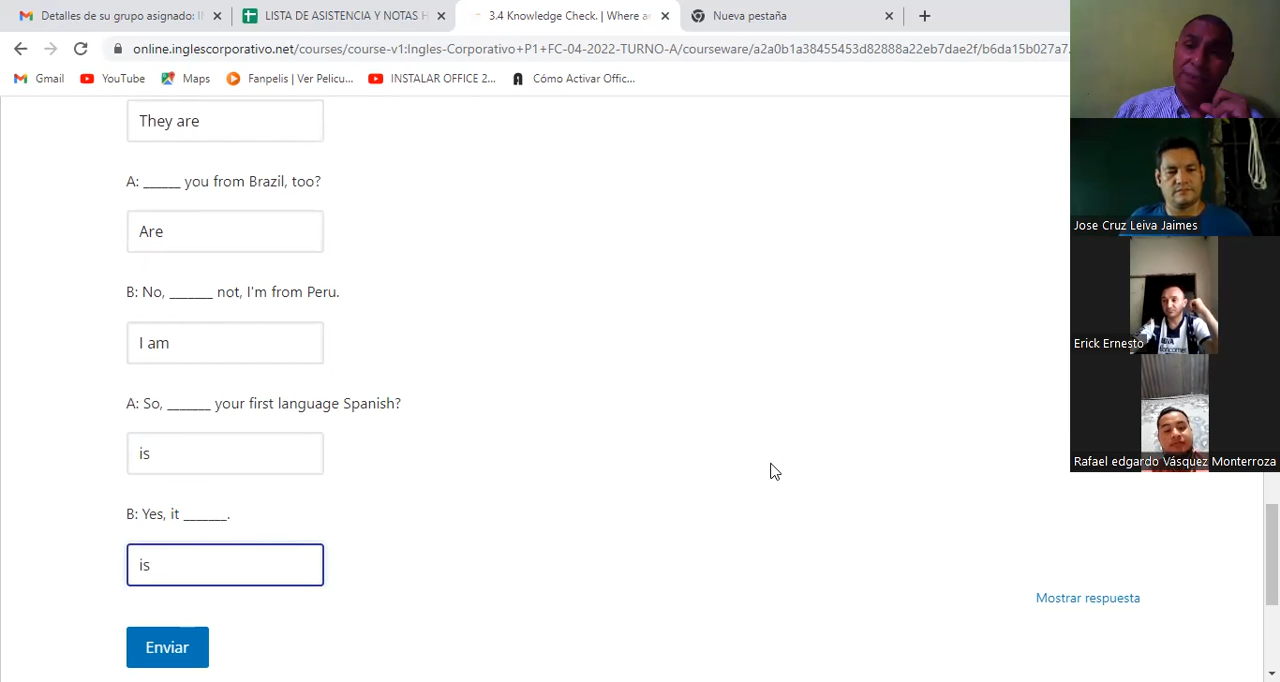 Detalles de su grupo asignado: I
LISTA DE ASISTENCIA Y NOTAS H
3.4 Knowledge Check. | Where a
Nueva pestaña
online.inglescorporativo.net/courses/course-v1:Ingles-Corporativo+P1+FC-04-2022-TURNO-A/courseware/a2a0b1a38455453d82888a22eb7dae2f/b6da15b027a7
Gmail
YouTube
Maps
Fanpelis | Ver Pelicu...
INSTALAR OFFICE 2...
Cómo Activar Offic...
They are
A: ______ you from Brazil, too?
Are
B: No, _______ not, I'm from Peru.
I am
A: So, _______ your first language Spanish?
is
B: Yes, it _______.
is
Mostrar respuesta
Enviar
Jose Cruz Leiva Jaimes
Erick Ernesto
Rafael edgardo Vásquez Monterroza